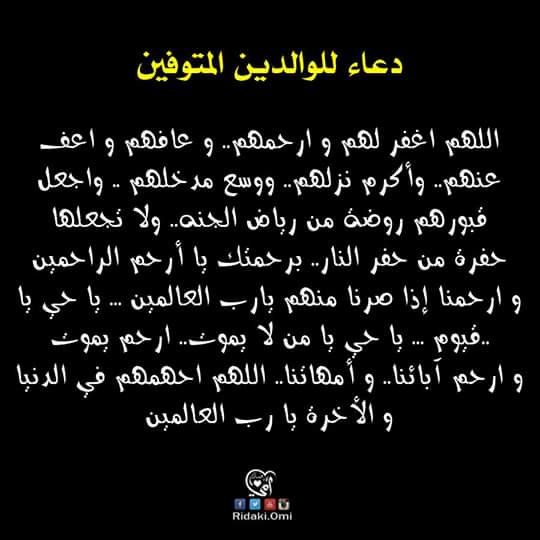 دعاء للوالدين المتوفين
اللهم اغفر لهم و ارحمهم.. و عافهم و اعف
عنهم.. وأكرم نزلهم.. ووسع مدخلهم .. واجعل
قبورهم روضة من رياض الجنه.. ولا تجعلها
حفرة من حفر النار.. برحمتك يا أرحم الراحمين
و ارحمنا إذا صرنا منهم يارب العالمين ... يا حي يا
..قيوم ... يا حي يا من لا يموت.. ارحم يموت
و ارحم آبائنا.. و أمهاتنا.. اللهم احهمهم في الدنيا
و الأخرة يا رب العالمين
Ridaki.Omi